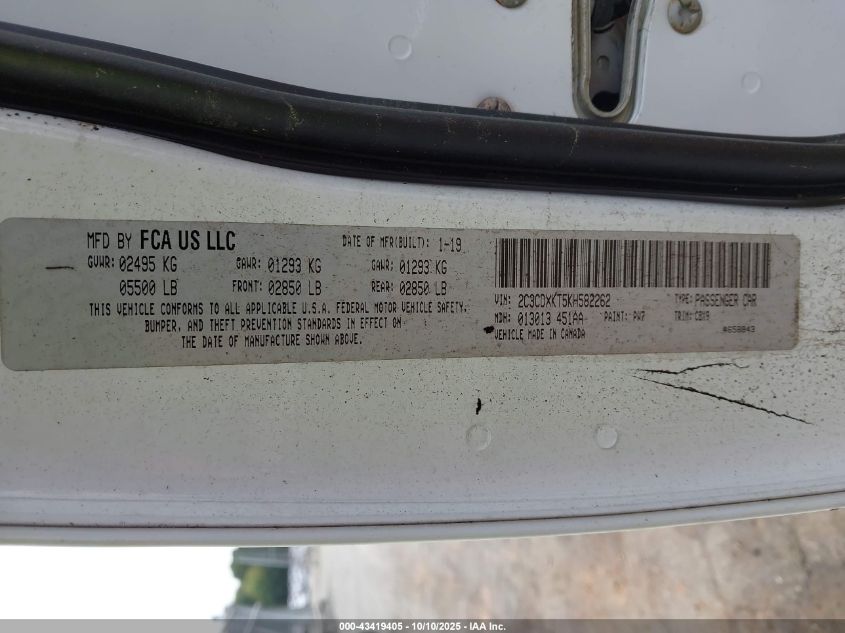 MFD BY FCA US LLC
DATE OF MFR(BUILT): 1-19
GVWR: 02495 KG GAWR: 01293 KG GAWR: 01293 KG
05500 LB FRONT: 02850 LB REAR: 02850 LB
THIS VEHICLE CONFORMS TO ALL APPLICABLE U.S.A. FEDERAL MOTOR VEHICLE SAFETY,
BUMPER, AND THEFT PREVENTION STANDARDS IN EFFECT ON
THE DATE OF MANUFACTURE SHOWN ABOVE.
VIN: 2C3CDXKT5KH582262 TYPE: PASSENGER CAR
MDH: 013013 451AA PAINT: PW7 TRIM: CBX9
VEHICLE MADE IN CANADA #658843
000-43419405 - 10/10/2025 - IAA Inc.